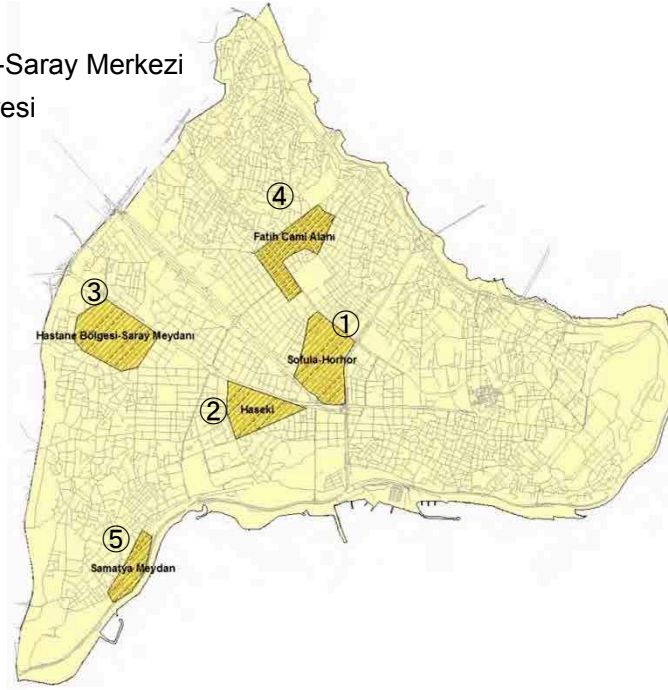 -Saray Merkezi
resi
④
Fatih Cami Alanı
③
Hastane Bölgesi-Saray Meydanı
①
Sofula-Horhor
②
Haseki
⑤
Samatya Meydan